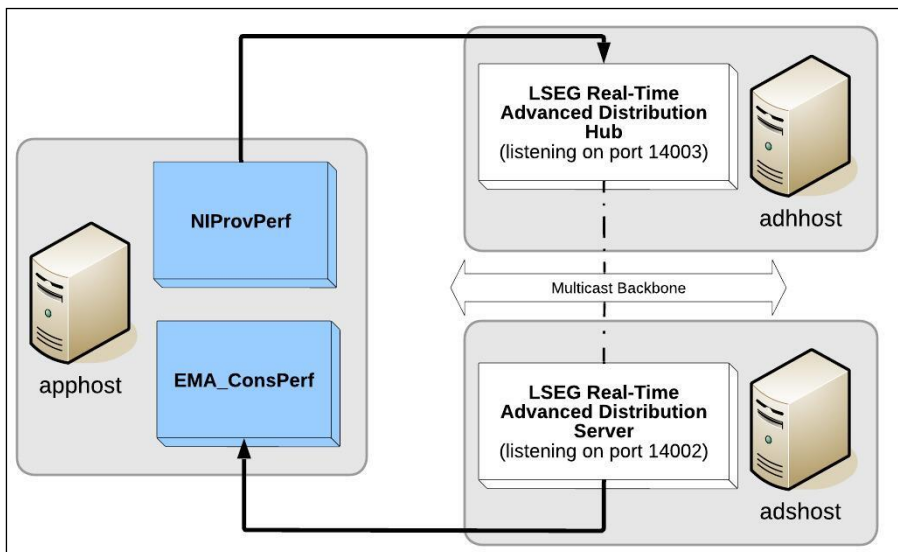 LSEG Real-Time
Advanced Distribution
Hub
(listening on port 14003)
adhhost
NIProvPerf
EMA_ConsPerf
apphost
Multicast Backbone
LSEG Real-Time
Advanced Distribution
Server
(listening on port 14002)
adshost